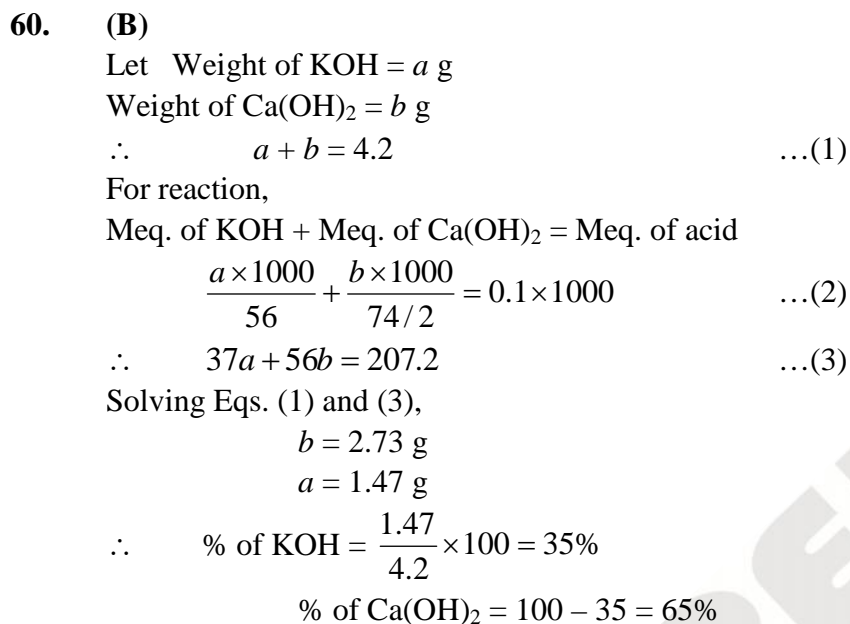 60. (B)
Let Weight of KOH = a g
Weight of Ca(OH)₂ = b g
∴ a + b = 4.2 …(1)
For reaction,
Meq. of KOH + Meq. of Ca(OH)₂ = Meq. of acid
a×1000/56 + b×1000/74/2 = 0.1×1000 …(2)
∴ 37a + 56b = 207.2 …(3)
Solving Eqs. (1) and (3),
b = 2.73 g
a = 1.47 g
∴ % of KOH = 1.47/4.2 ×100 = 35%
% of Ca(OH)₂ = 100 – 35 = 65%